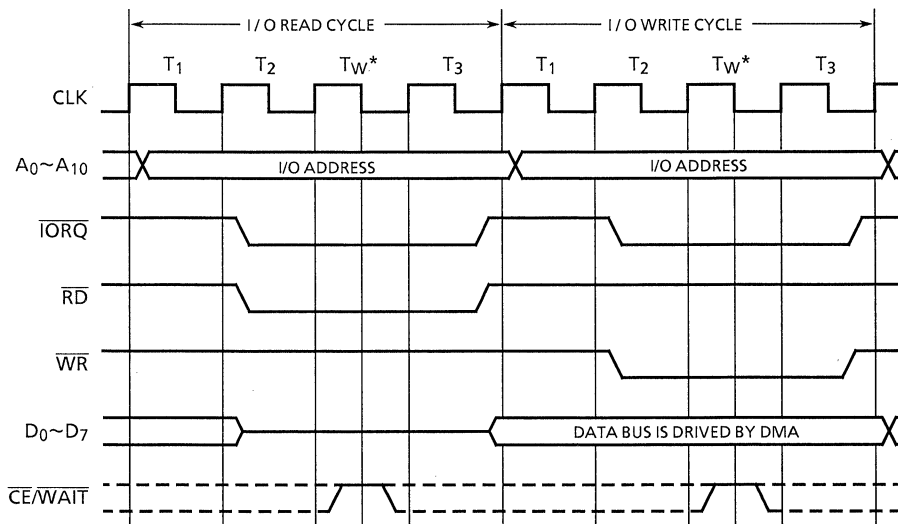 I/O READ CYCLE I/O WRITE CYCLE
T1 T2 TW* T3 T1 T2 TW* T3
CLK
A0~A10 I/O ADDRESS I/O ADDRESS
IORQ
RD
WR
D0~D7 DATA BUS IS DRIVED BY DMA
CE/WAIT